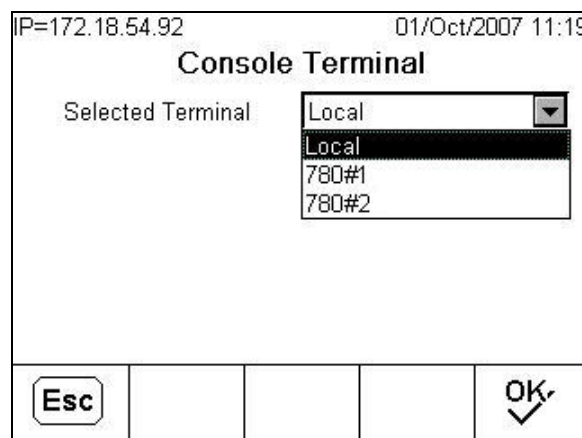 IP=172.18.54.92 01/Oct/2007 11:19
Console Terminal
Selected Terminal Local
Local
780#1
780#2
Esc OK